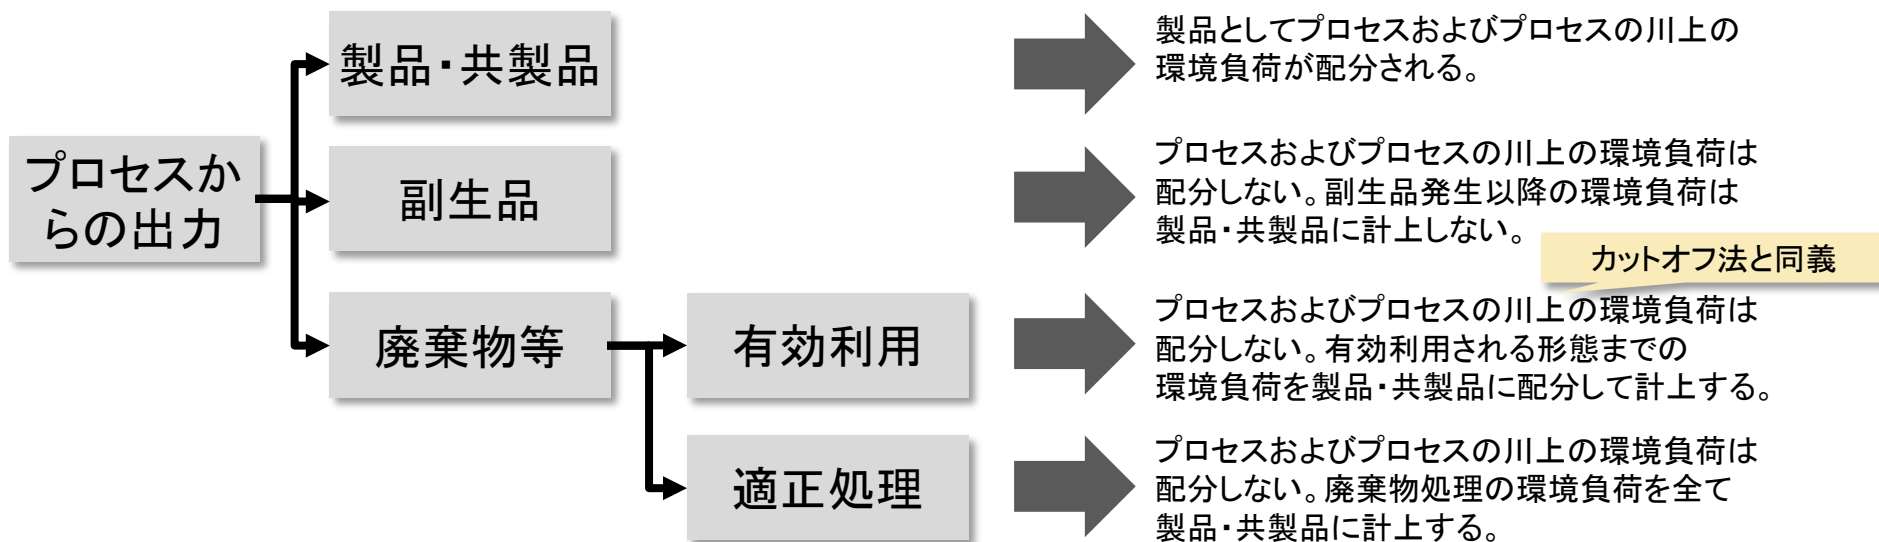 製品・共製品
製品としてプロセスおよびプロセスの川上の
環境負荷が配分される。
プロセスか
らの出力
副生品
プロセスおよびプロセスの川上の環境負荷は
配分しない。副生品発生以降の環境負荷は
製品・共製品に計上しない。
カットオフ法と同義
廃棄物等
有効利用
プロセスおよびプロセスの川上の環境負荷は
配分しない。有効利用される形態までの
環境負荷を製品・共製品に配分して計上する。
適正処理
プロセスおよびプロセスの川上の環境負荷は
配分しない。廃棄物処理の環境負荷を全て
製品・共製品に計上する。